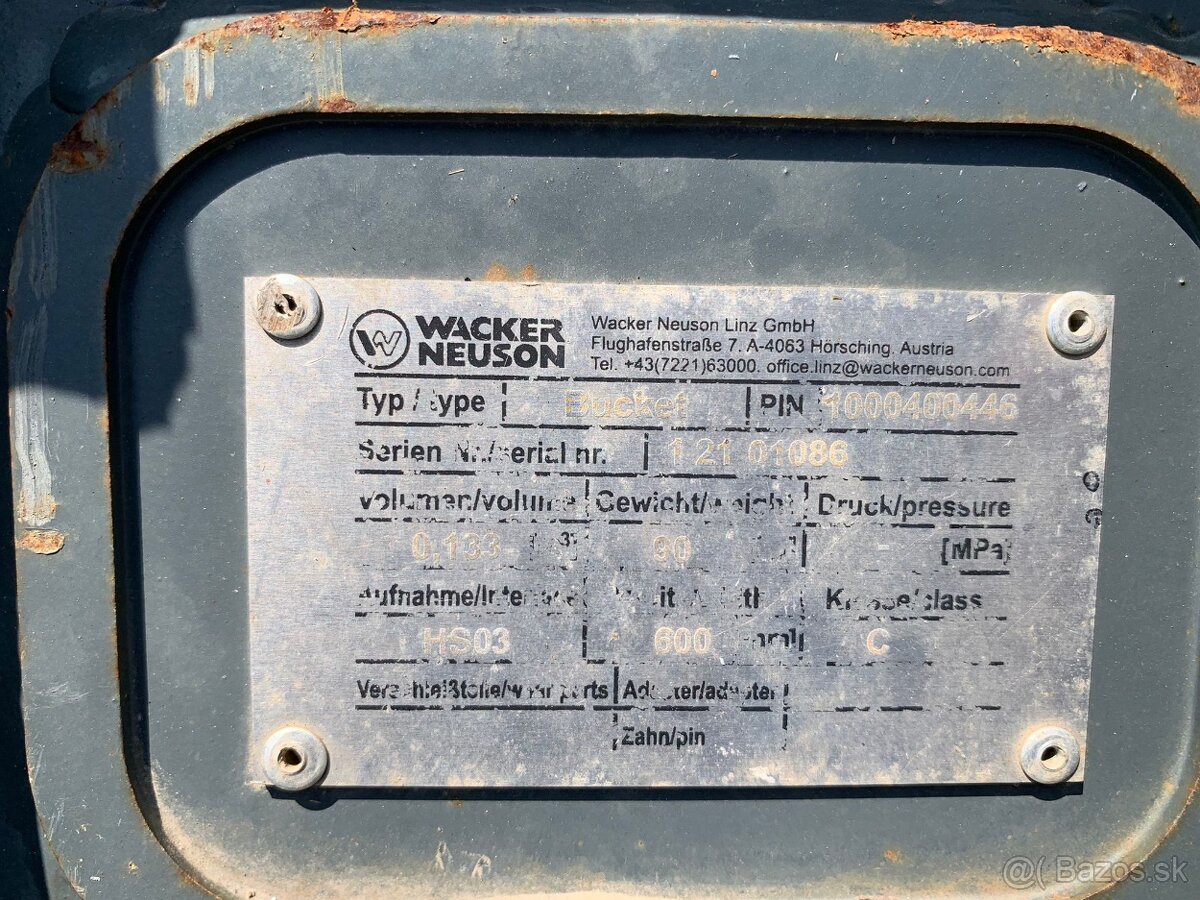 WACKER NEUSON
Wacker Neuson Linz GmbH
Flughafenstraße 7, A-4063 Hörsching, Austria
Tel. +43(7221)63000, office.linz@wackerneuson.com
Typ / type Bucket PIN 1000400446
Serien Nr./serial nr. 1 21 01086
Volumen/volume Gewicht/weight Druck/pressure
0,133 90 - [MPa]
Aufnahme/Interface Klasse/class
HS03 600 [mm] C
Verschleißteile/wear parts Adapter/adapter
Zahn/pin
@( Bazos.sk